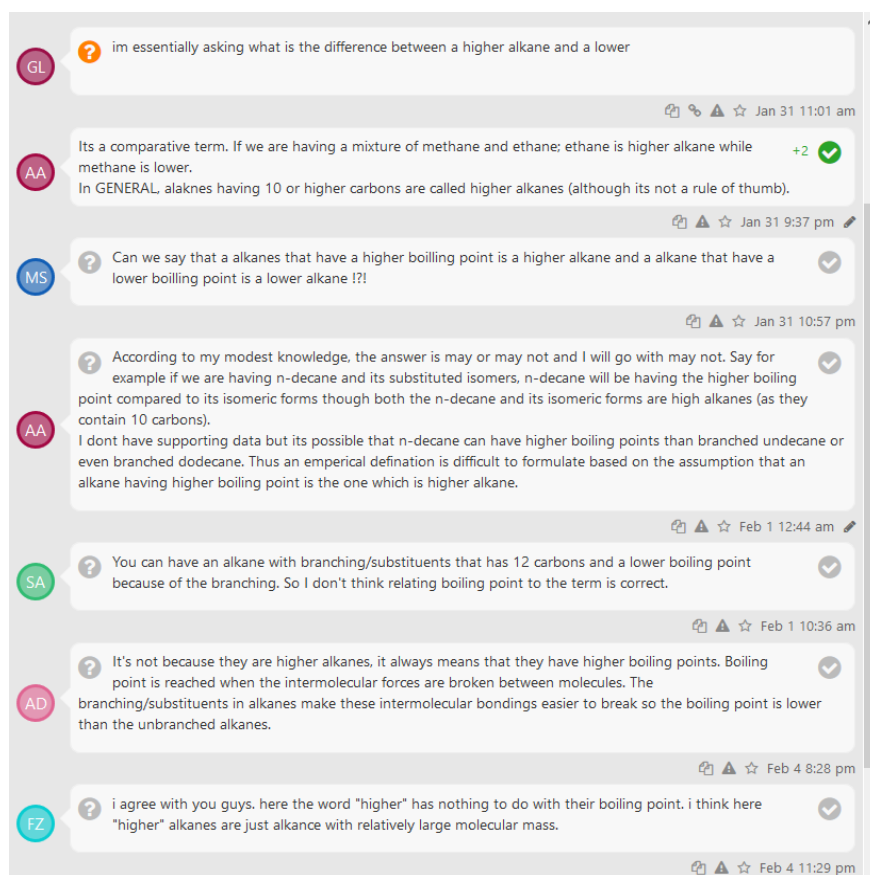 GL
? im essentially asking what is the difference between a higher alkane and a lower
Jan 31 11:01 am
AA
Its a comparative term. If we are having a mixture of methane and ethane; ethane is higher alkane while
+2
methane is lower.
In GENERAL, alaknes having 10 or higher carbons are called higher alkanes (although its not a rule of thumb).
Jan 31 9:37 pm
MS
? Can we say that a alkanes that have a higher boilling point is a higher alkane and a alkane that have a
lower boilling point is a lower alkane !?!
Jan 31 10:57 pm
AA
? According to my modest knowledge, the answer is may or may not and I will go with may not. Say for
example if we are having n-decane and its substituted isomers, n-decane will be having the higher boiling
point compared to its isomeric forms though both the n-decane and its isomeric forms are high alkanes (as they
contain 10 carbons).
I dont have supporting data but its possible that n-decane can have higher boiling points than branched undecane or
even branched dodecane. Thus an emperical defination is difficult to formulate based on the assumption that an
alkane having higher boiling point is the one which is higher alkane.
Feb 1 12:44 am
SA
? You can have an alkane with branching/substituents that has 12 carbons and a lower boiling point
because of the branching. So I don't think relating boiling point to the term is correct.
Feb 1 10:36 am
AD
? It's not because they are higher alkanes, it always means that they have higher boiling points. Boiling
point is reached when the intermolecular forces are broken between molecules. The
branching/substituents in alkanes make these intermolecular bondings easier to break so the boiling point is lower
than the unbranched alkanes.
Feb 4 8:28 pm
FZ
? i agree with you guys. here the word "higher" has nothing to do with their boiling point. i think here
"higher" alkanes are just alkance with relatively large molecular mass.
Feb 4 11:29 pm